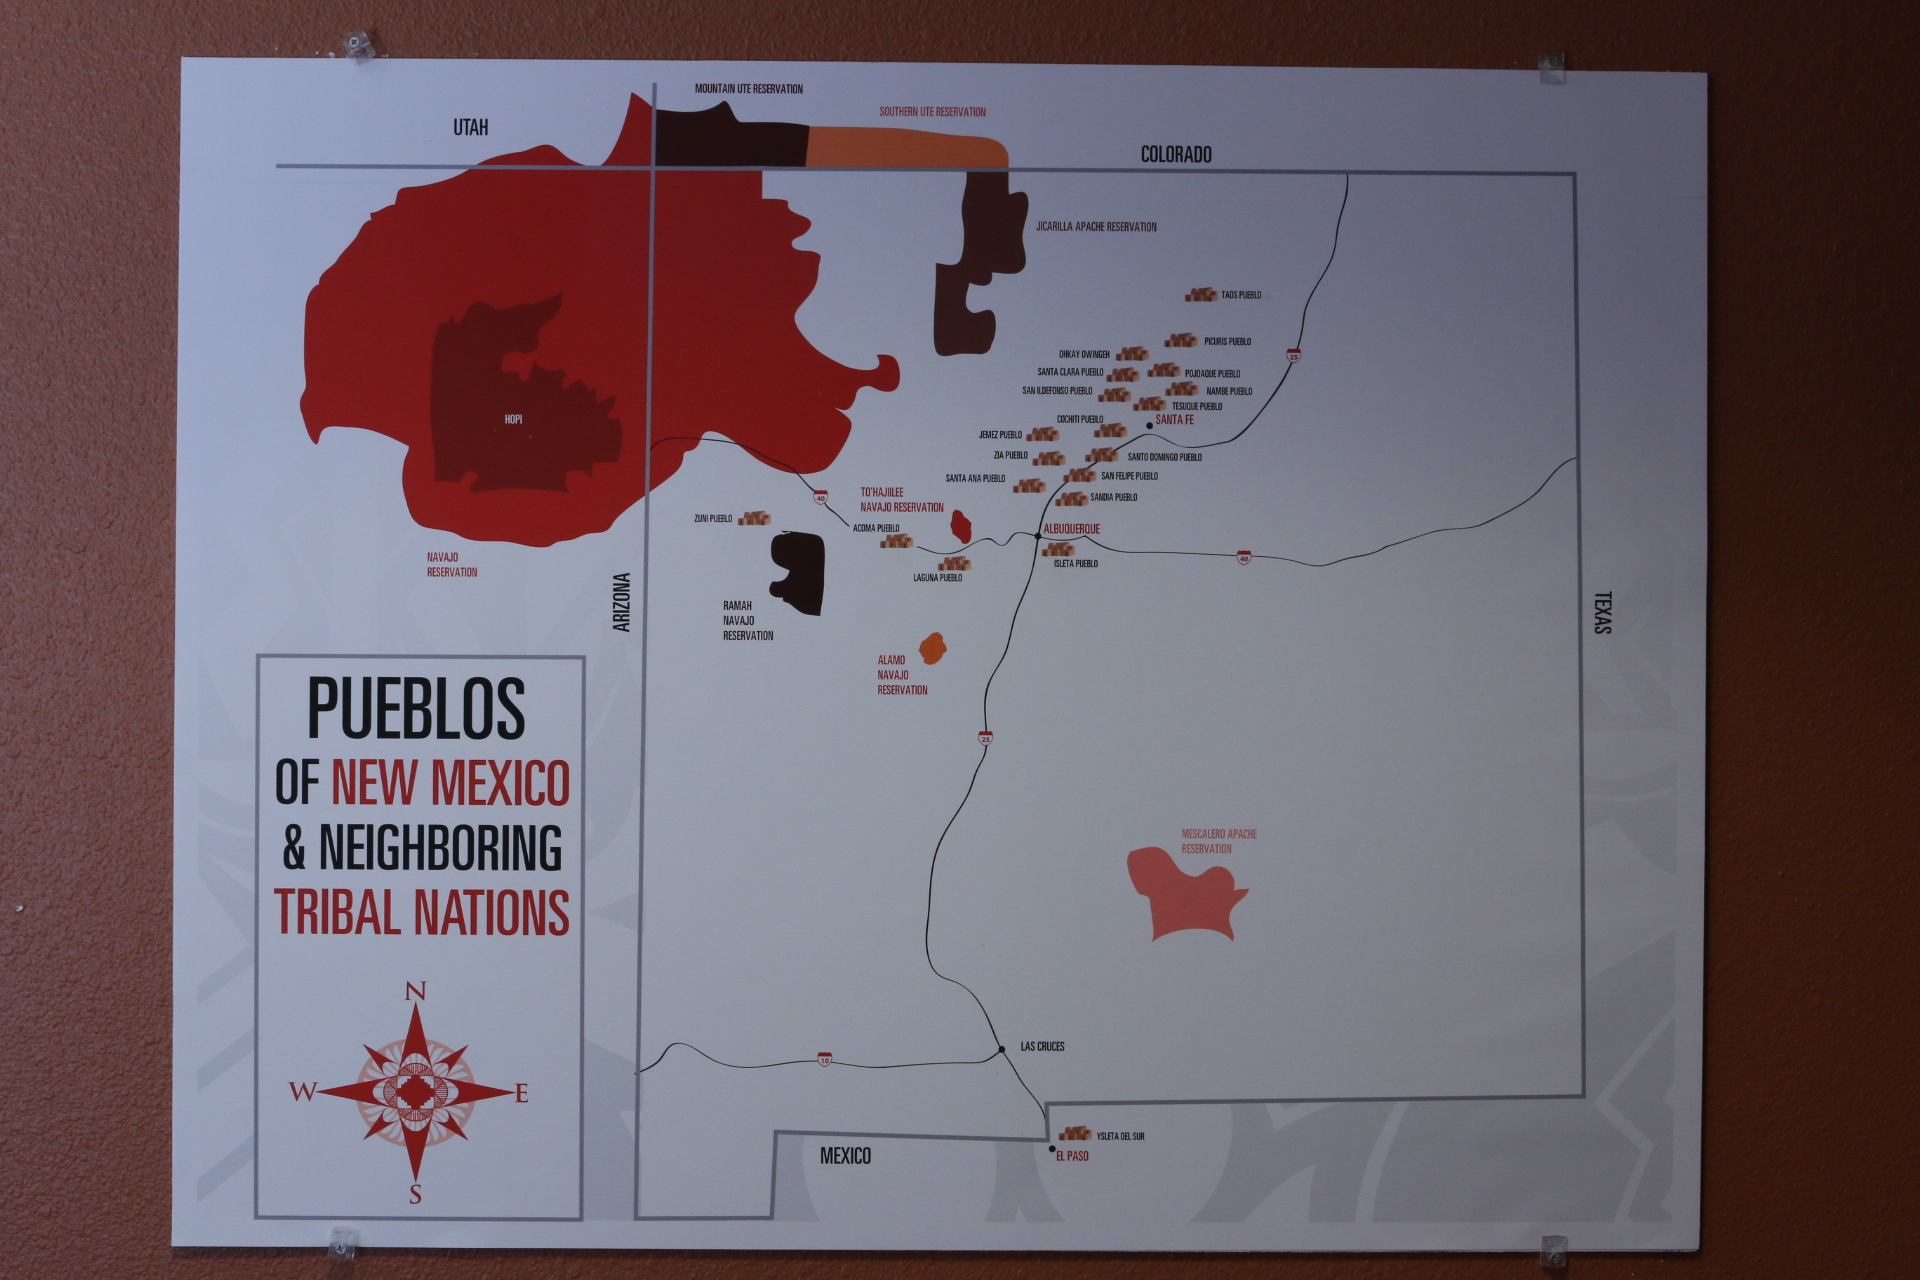 MOUNTAIN UTE RESERVATION
SOUTHERN UTE RESERVATION
UTAH
COLORADO
JICARILLA APACHE RESERVATION
TAOS PUEBLO
PICURIS PUEBLO
OHKAY OWINGEH
SANTA CLARA PUEBLO
POJOAQUE PUEBLO
SAN ILDEFONSO PUEBLO
NAMBE PUEBLO
TESUQUE PUEBLO
COCHITI PUEBLO
SANTA FE
JEMEZ PUEBLO
ZIA PUEBLO
SANTO DOMINGO PUEBLO
SANTA ANA PUEBLO
SAN FELIPE PUEBLO
SANDIA PUEBLO
25
HOPI
40
TO'HAJIILEE
NAVAJO RESERVATION
ZUNI PUEBLO
ACOMA PUEBLO
ALBUQUERQUE
ISLETA PUEBLO
LAGUNA PUEBLO
40
NAVAJO
RESERVATION
ARIZONA
TEXAS
RAMAH
NAVAJO
RESERVATION
ALAMO
NAVAJO
RESERVATION
25
MESCALERO APACHE
RESERVATION
PUEBLOS
OF NEW MEXICO
& NEIGHBORING
TRIBAL NATIONS
N
W
E
S
10
LAS CRUCES
MEXICO
YSLETA DEL SUR
EL PASO